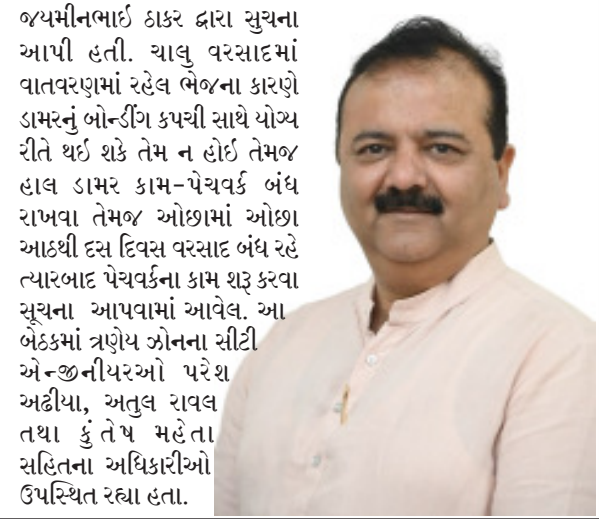 જયમીનભાઇ ઠાકર દ્વારા સુચના
આપી હતી. ચાલુ વરસાદમાં
વાતવરણમાં રહેલ ભેજના કારણે
ડામરનું બોન્ડીંગ કપચી સાથે યોગ્ય
રીતે થઇ શકે તેમ ન હોઇ તેમજ
હાલ ડામર કામ-પેચવર્ક બંધ
રાખવા તેમજ ઓછામાં ઓછા
આઠથી દસ દિવસ વરસાદ બંધ રહે
ત્યારબાદ પેચવર્કના કામ શરૂ કરવા
સૂચના આપવામાં આવેલ. આ
બેઠકમાં ત્રણેય ઝોનના સીટી
એન્જીનીયરઓ પરેશ
અઢીયા, અતુલ રાવલ
તથા કુંતેષ મહેતા
સહિતના અધિકારીઓ
ઉપસ્થિત રહ્યા હતા.